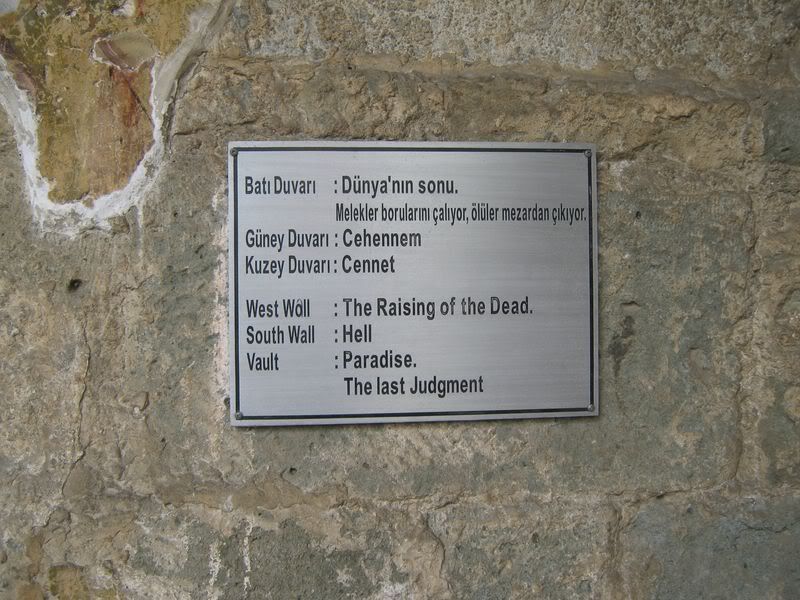 Batı Duvarı : Dünya'nın sonu.
Melekler borularını çalıyor, ölüler mezardan çıkıyor.
Güney Duvarı : Cehennem
Kuzey Duvarı : Cennet
West Wôll : The Raising of the Dead.
South Wall : Hell
Vault : Paradise.
The last Judgment